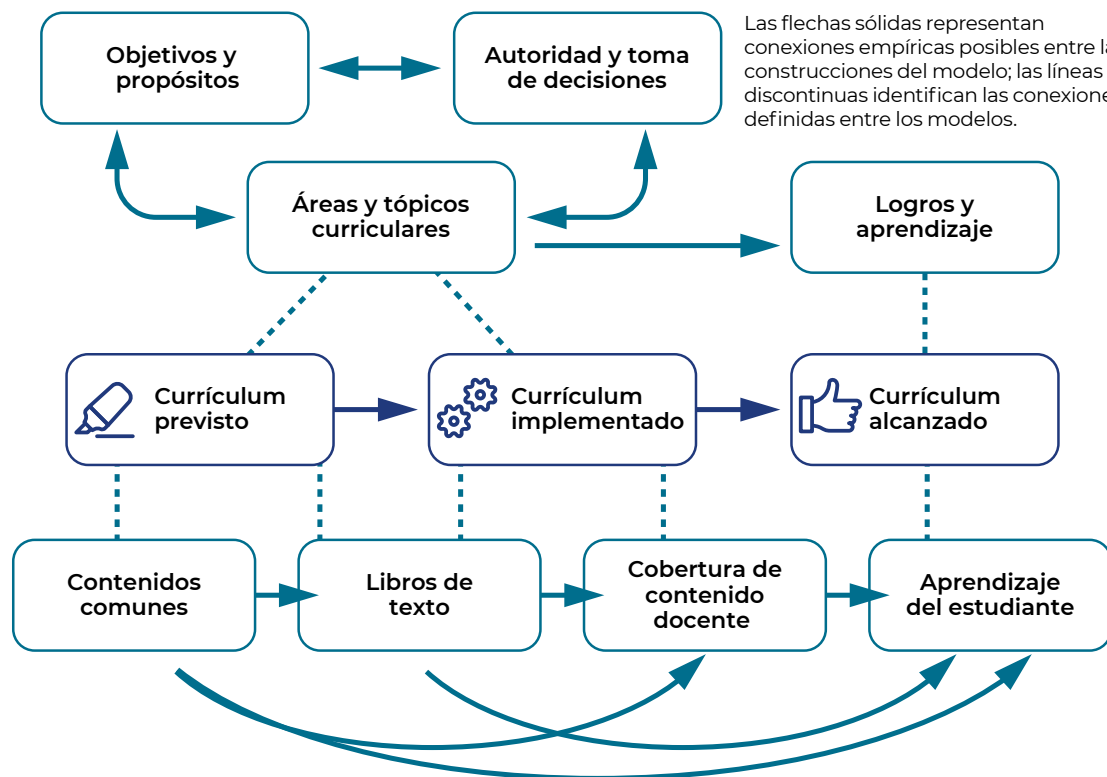 Objetivos y
propósitos
Autoridad y toma
de decisiones
Las flechas sólidas representan
conexiones empíricas posibles entre la
construcciones del modelo; las líneas
discontinuas identifican las conexione
definidas entre los modelos.
Áreas y tópicos
curriculares
Logros y
aprendizaje
Currículum
previsto
Currículum
implementado
Currículum
alcanzado
Contenidos
comunes
Libros de
texto
Cobertura de
contenido
docente
Aprendizaje
del estudiante